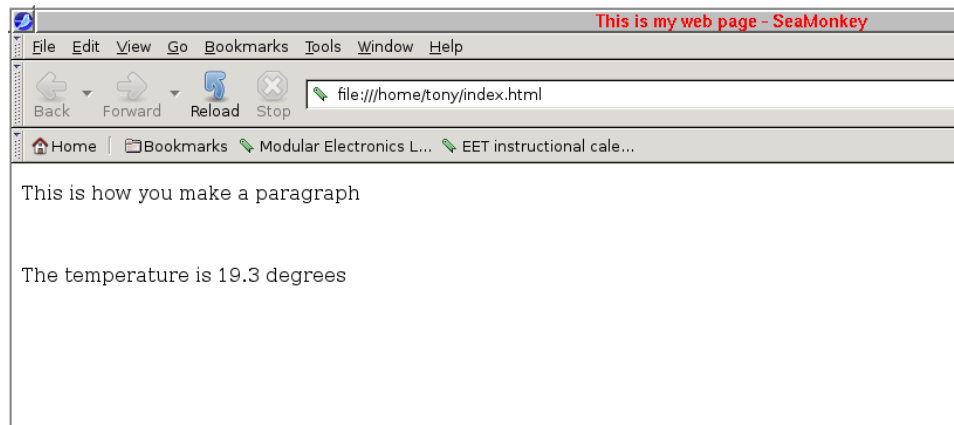 This is my web page - SeaMonkey
File Edit View Go Bookmarks Tools Window Help
Back Forward Reload Stop file:///home/tony/index.html
Home Bookmarks Modular Electronics L... EET instructional cale...
This is how you make a paragraph
The temperature is 19.3 degrees